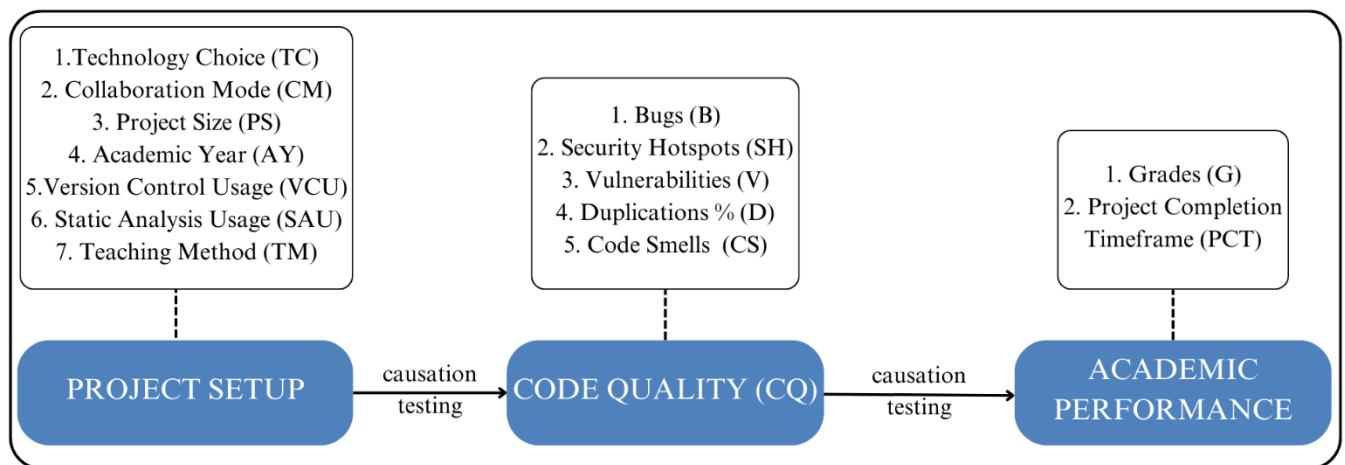 1.Technology Choice (TC)
2. Collaboration Mode (CM)
3. Project Size (PS)
4. Academic Year (AY)
5.Version Control Usage (VCU)
6. Static Analysis Usage (SAU)
7. Teaching Method (TM)
1. Bugs (B)
2. Security Hotspots (SH)
3. Vulnerabilities (V)
4. Duplications % (D)
5. Code Smells (CS)
1. Grades (G)
2. Project Completion
Timeframe (PCT)
PROJECT SETUP
causation
testing
CODE QUALITY (CQ)
causation
testing
ACADEMIC
PERFORMANCE